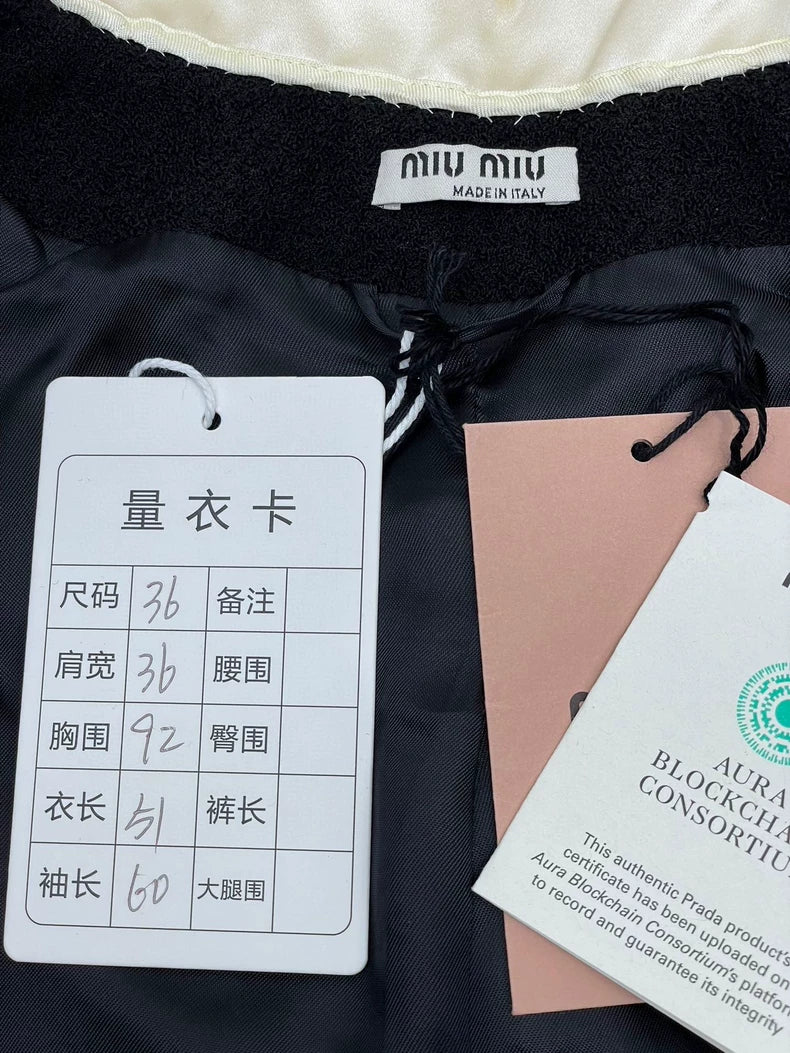 MIU MIU
MADE IN ITALY
量衣卡
尺码 36 备注
肩宽 36 腰围
胸围 92 臀围
衣长 51 裤长
袖长 60 大腿围
AURA
BLOCKCHA
CONSORTIU
This authentic Prada product's
certificate has been uploaded on
Aura Blockchain Consortium's platfor
to record and guarantee its integrity